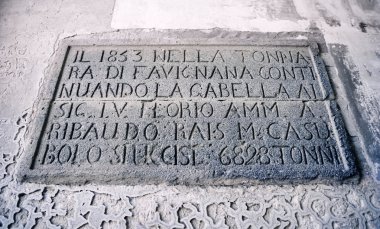 IL 1853 NELLA TONNA
RA DI FAVIGNANA CONTI
NUANDO LA GABELLA AL
SIG. I.V. FLORIO AMM. A.
RIBAUDO: RAIS M. CASU
BOLO SI UCCISE: 6828 TONNI